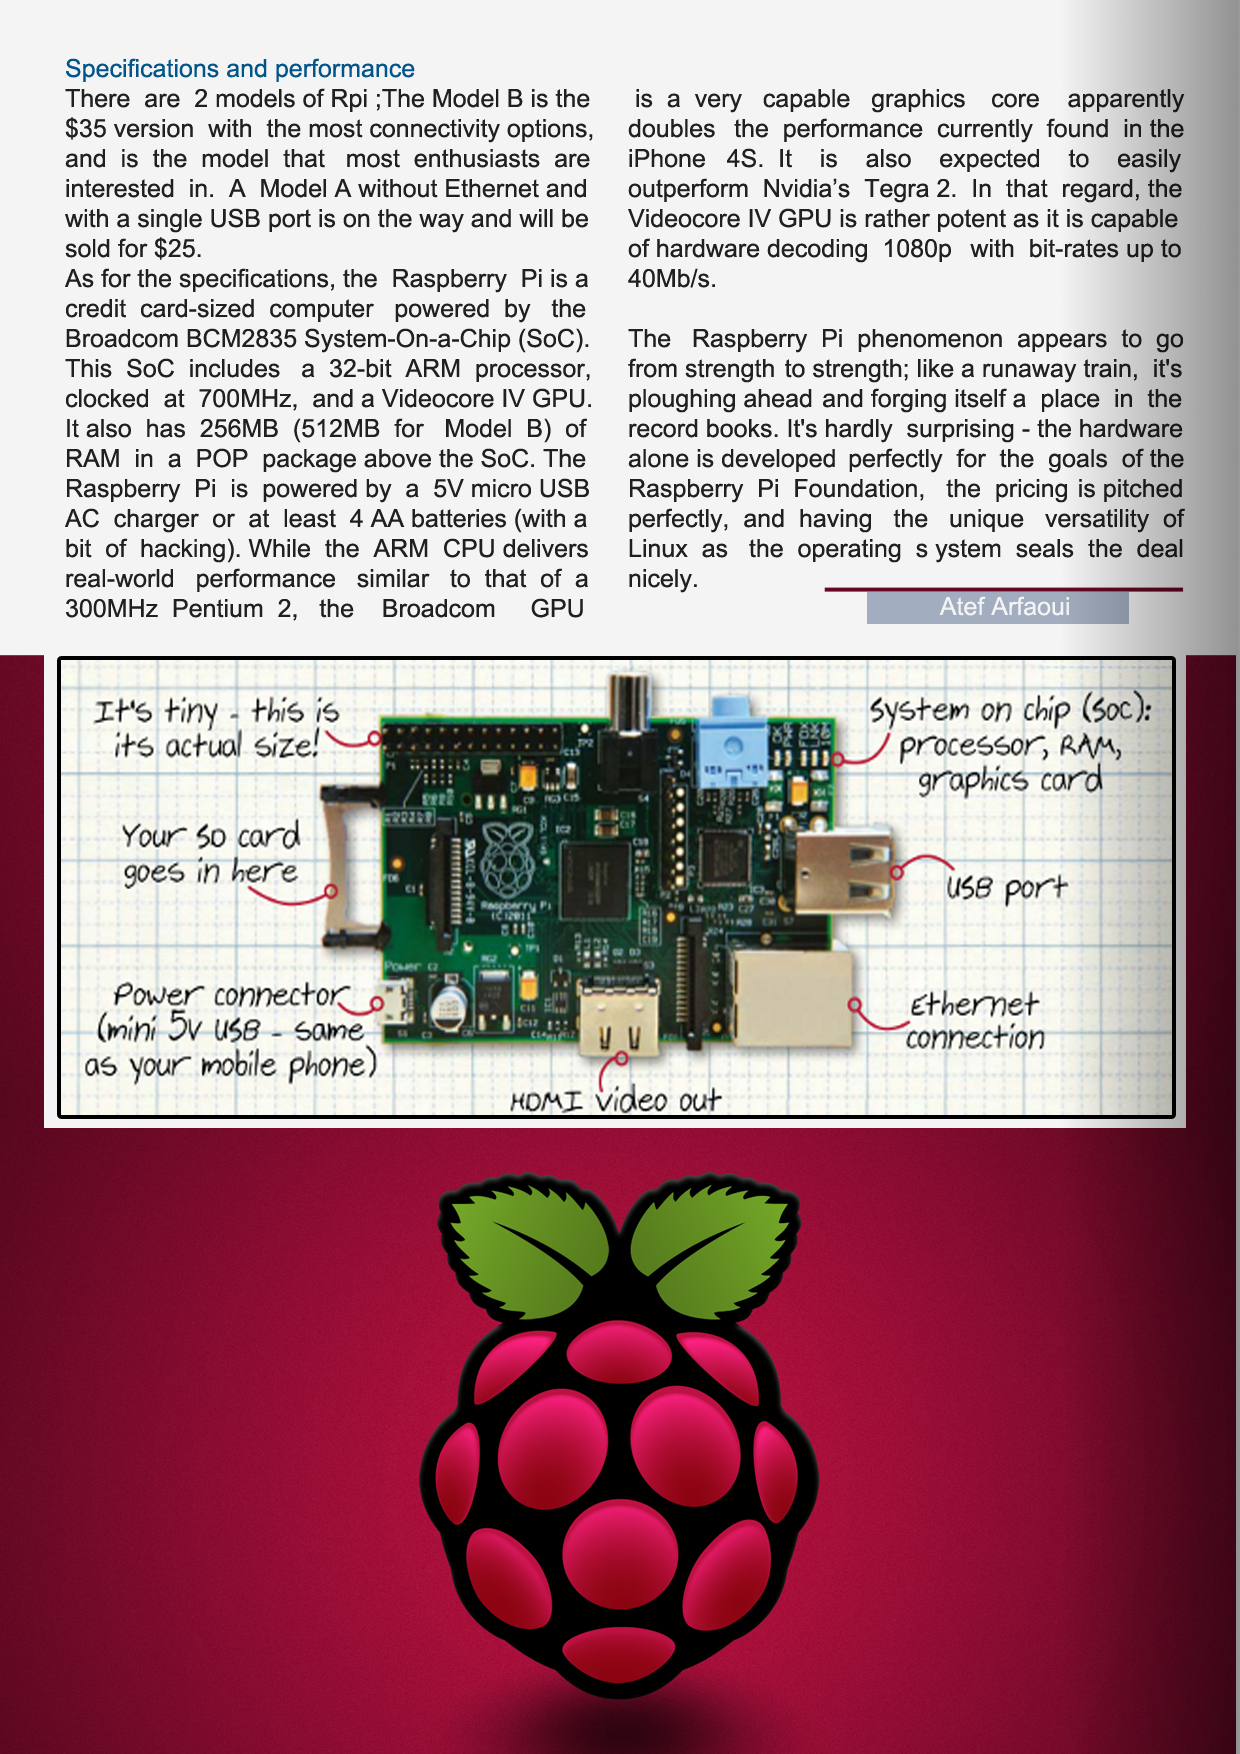 Specifications and performance
There are 2 models of Rpi ;The Model B is the
$35 version with the most connectivity options,
and is the model that most enthusiasts are
interested in. A Model A without Ethernet and
with a single USB port is on the way and will be
sold for $25.
As for the specifications, the Raspberry Pi is a
credit card-sized computer powered by the
Broadcom BCM2835 System-On-a-Chip (SoC).
This SoC includes a 32-bit ARM processor,
clocked at 700MHz, and a Videocore IV GPU.
It also has 256MB (512MB for Model B) of
RAM in a POP package above the SoC. The
Raspberry Pi is powered by a 5V micro USB
AC charger or at least 4 AA batteries (with a
bit of hacking). While the ARM CPU delivers
real-world performance similar to that of a
300MHz Pentium 2, the Broadcom GPU
is a very capable graphics core apparently
doubles the performance currently found in the
iPhone 4S. It is also expected to easily
outperform Nvidia’s Tegra 2. In that regard, the
Videocore IV GPU is rather potent as it is capable
of hardware decoding 1080p with bit-rates up to
40Mb/s.
The Raspberry Pi phenomenon appears to go
from strength to strength; like a runaway train, it's
ploughing ahead and forging itself a place in the
record books. It's hardly surprising - the hardware
alone is developed perfectly for the goals of the
Raspberry Pi Foundation, the pricing is pitched
perfectly, and having the unique versatility of
Linux as the operating s ystem seals the deal
nicely.
Atef Arfaoui
It's tiny - this is
its actual size!
Your SD card
goes in here
Power connector
(mini 5v USB - same
as your mobile phone)
HDMI video out
System on chip (SoC):
processor, RAM,
graphics card
USB port
Ethernet
connection
Raspberry Pi
(C)2011
Power